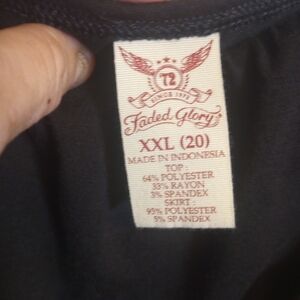 72
SINCE 1972
Faded Glory
XXL (20)
MADE IN INDONESIA
TOP :
64% POLYESTER
33% RAYON
3% SPANDEX
SKIRT :
95% POLYESTER
5% SPANDEX